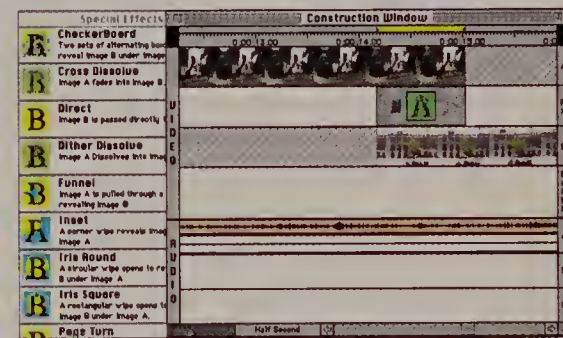 Special Effects
Construction Window
0:00:13:00 0:00:14:00 0:00:15:00
CheckerBoard
Two sets of alternating
reveal Image B under Image
Cross Dissolve
Image A fades into Image B.
Direct
Image B is passed directly
Dither Dissolve
Image A Dissolves into
Funnel
Image A is pulled through a
revealing Image B
Inset
A corner wipe reveals
Image A
Iris Round
A circular wipe opens to
B under Image A.
Iris Square
A rectangular wipe opens to
Image B under Image A.
Page Turn
VIDEO
A
AUDIO
Half Second